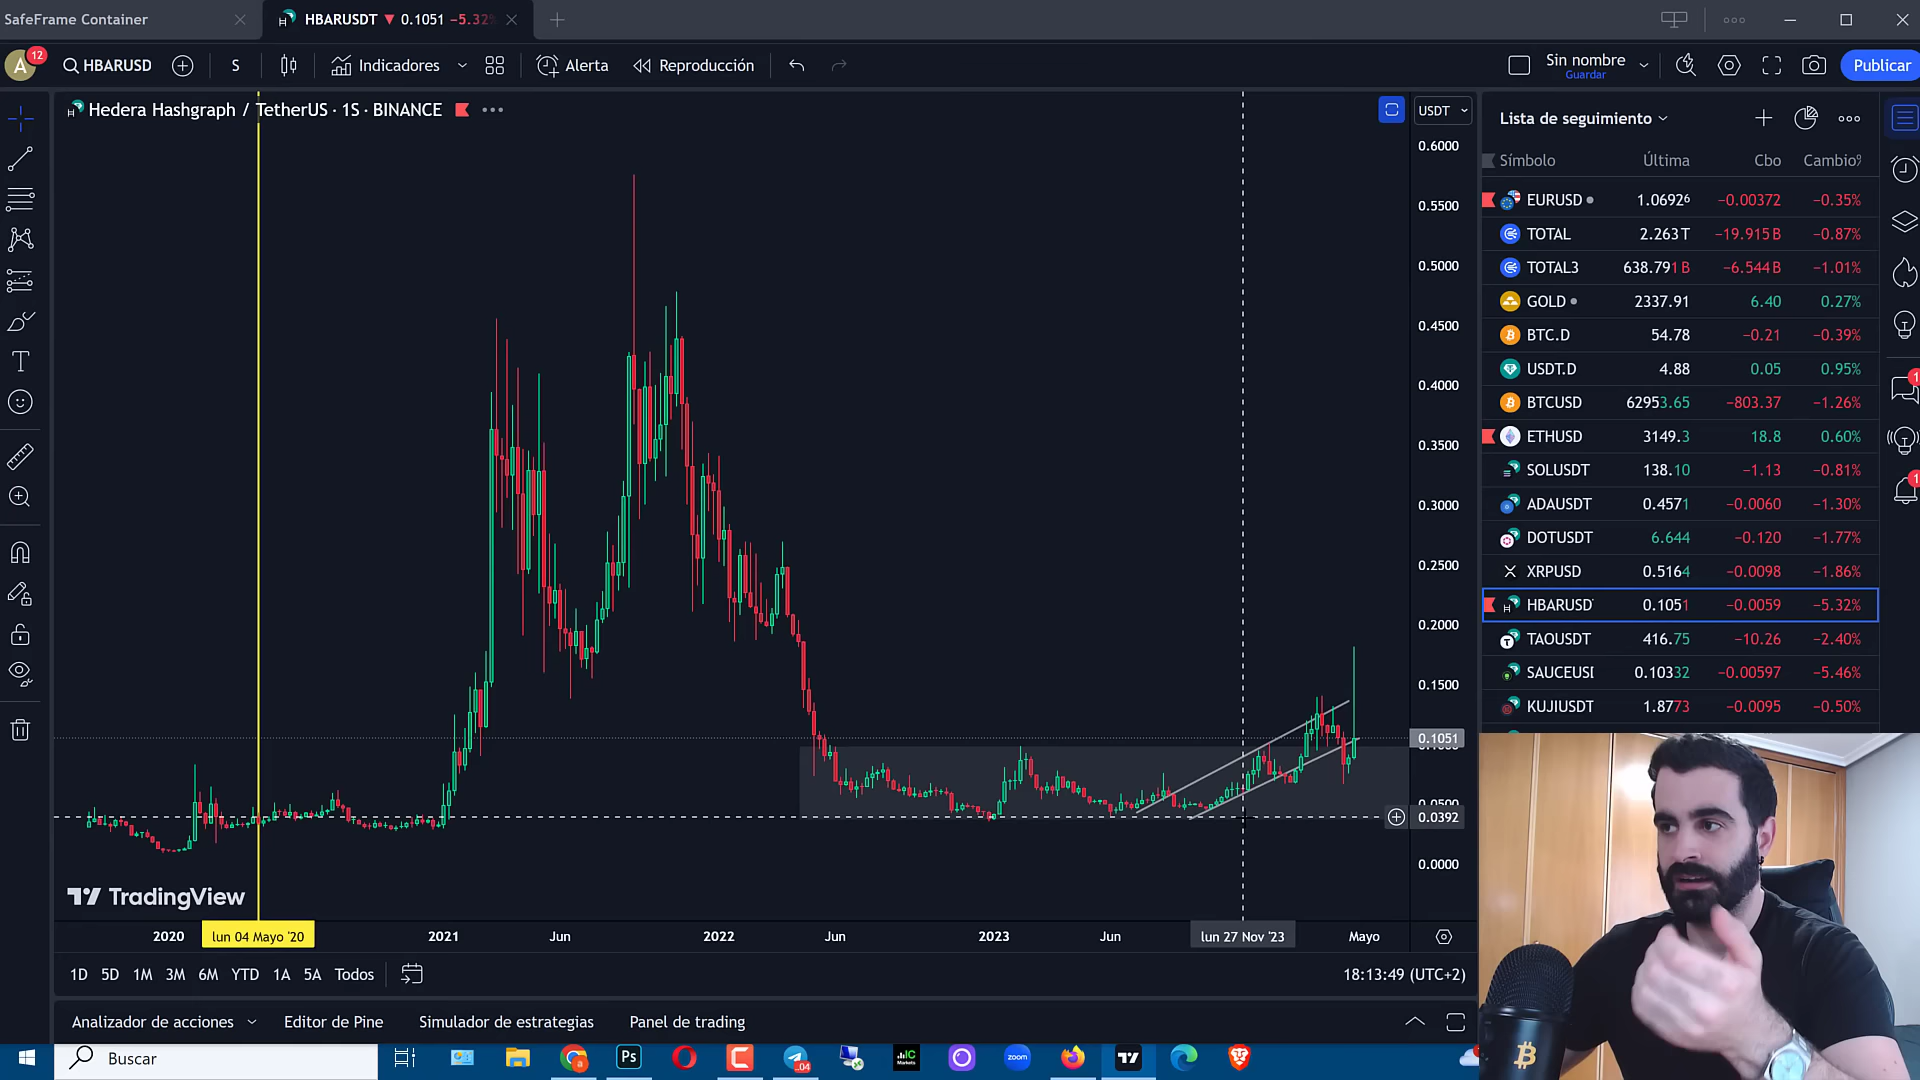 SafeFrame Container
HBARUSDT ▼ 0.1051 −5.32%
A 12 HBARUSD S Indicadores Alerta Reproducción Sin nombre Publicar
Guardar
Hedera Hashgraph / TetherUS · 1S · BINANCE
USDT
0.6000
0.5500
0.5000
0.4500
0.4000
0.3500
0.3000
0.2500
0.2000
0.1500
0.1051
0.0392
0.0000
TradingView
2020 lun 04 Mayo '20 2021 Jun 2022 Jun 2023 Jun lun 27 Nov '23 Mayo
1D 5D 1M 3M 6M YTD 1A 5A Todos 18:13:49 (UTC+2)
Analizador de acciones Editor de Pine Simulador de estrategias Panel de trading
Lista de seguimiento
Símbolo Última Cbo Cambio%
EURUSD 1.06926 −0.00372 −0.35%
TOTAL 2.263 T −19.915 B −0.87%
TOTAL3 638.791 B −6.544 B −1.01%
GOLD 2337.91 6.40 0.27%
BTC.D 54.78 −0.21 −0.39%
USDT.D 4.88 0.05 0.95%
BTCUSD 62953.65 −803.37 −1.26%
ETHUSD 3149.3 18.8 0.60%
SOLUSDT 138.10 −1.13 −0.81%
ADAUSDT 0.4571 −0.0060 −1.30%
DOTUSDT 6.644 −0.120 −1.77%
XRPUSD 0.5164 −0.0098 −1.86%
HBARUSD 0.1051 −0.0059 −5.32%
TAOUSDT 416.75 −10.26 −2.40%
SAUCEUSI 0.10332 −0.00597 −5.46%
KUJIUSDT 1.8773 −0.0095 −0.50%
Buscar
Ps
IC Markets
zoom